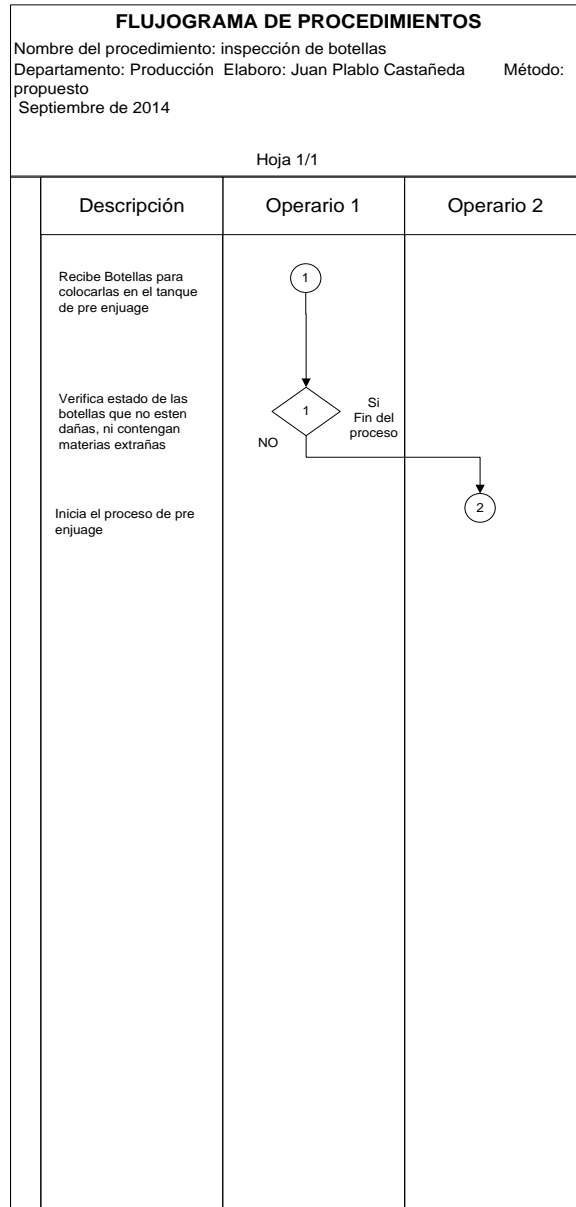 FLUJOGRAMA DE PROCEDIMIENTOS
Nombre del procedimiento: inspección de botellas
Departamento: Producción Elaboro: Juan Plablo Castañeda Método:
propuesto
Septiembre de 2014
Hoja 1/1
Descripción
Operario 1
Operario 2
Recibe Botellas para
colocarlas en el tanque
de pre enjuage
1
Verifica estado de las
botellas que no esten
dañas, ni contengan
materias extrañas
1
Si
Fin del
proceso
NO
Inicia el proceso de pre
enjuage
2